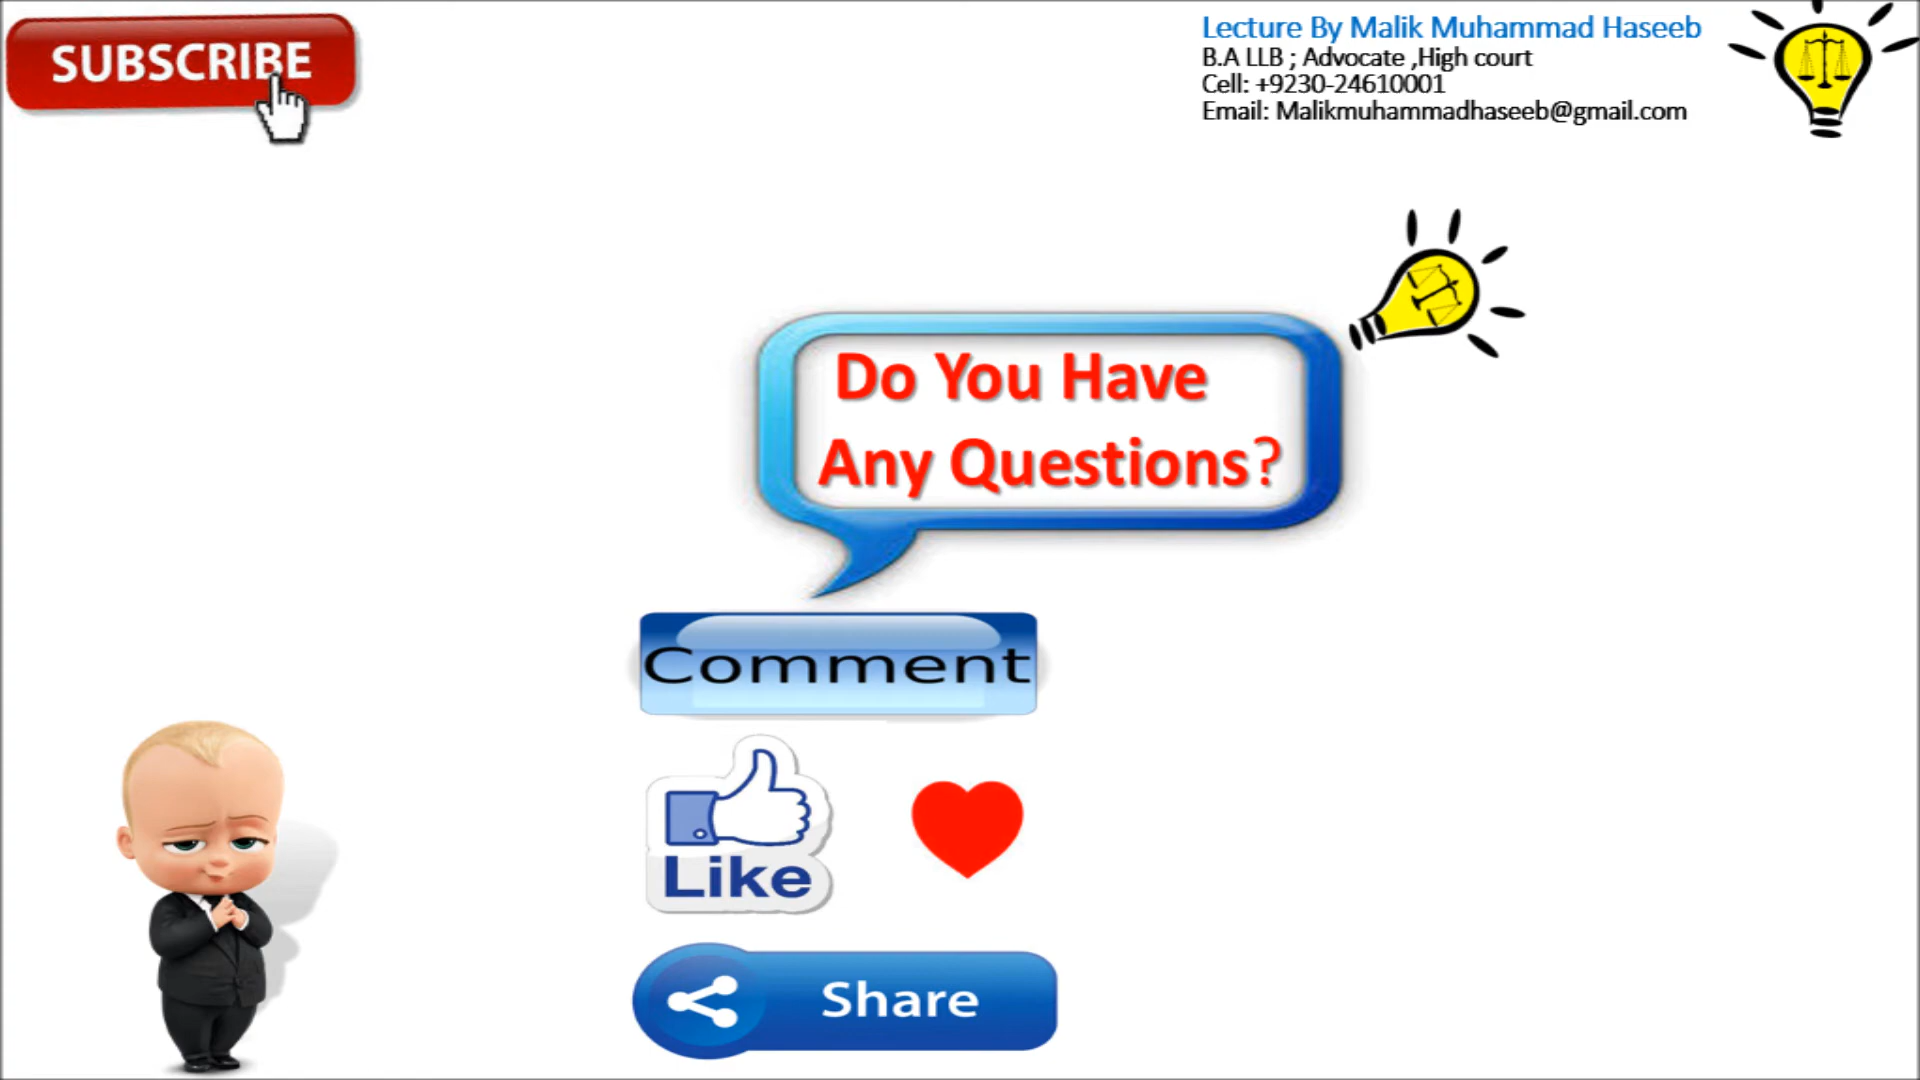 SUBSCRIBE
Lecture By Malik Muhammad Haseeb
B.A LLB ; Advocate ,High court
Cell: +9230-24610001
Email: Malikmuhammadhaseeb@gmail.com
Do You Have
Any Questions?
Comment
Like
Share